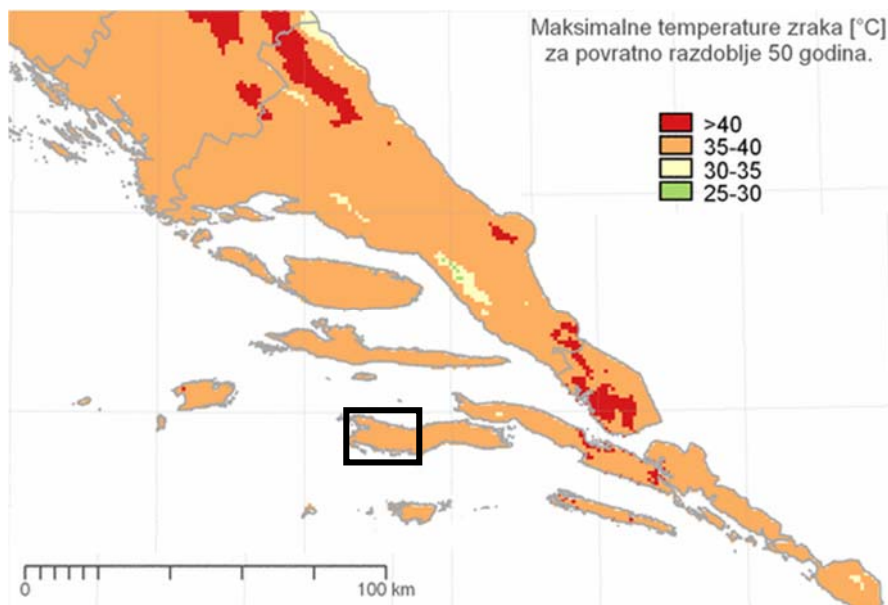 Maksimalne temperature zraka [°C]
za povratno razdoblje 50 godina.
>40
35-40
30-35
25-30
0
100 km